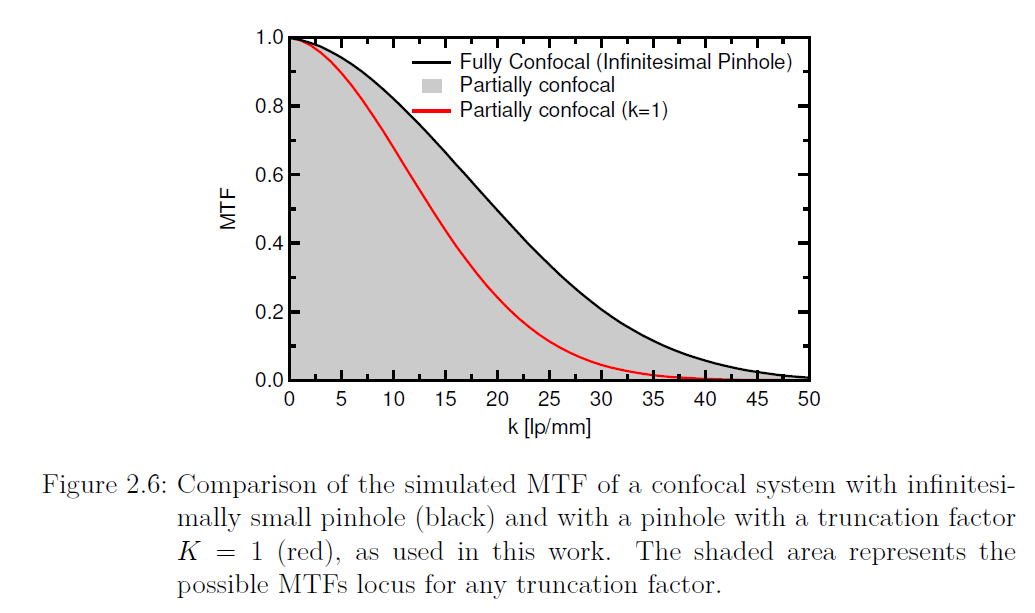 1.0
0.8
0.6
0.4
0.2
0.0
MTF
Fully Confocal (Infinitesimal Pinhole)
Partially confocal
Partially confocal (k=1)
0 5 10 15 20 25 30 35 40 45 50
k [lp/mm]
Figure 2.6: Comparison of the simulated MTF of a confocal system with infinitesi-
mally small pinhole (black) and with a pinhole with a truncation factor
K = 1 (red), as used in this work. The shaded area represents the
possible MTFs locus for any truncation factor.